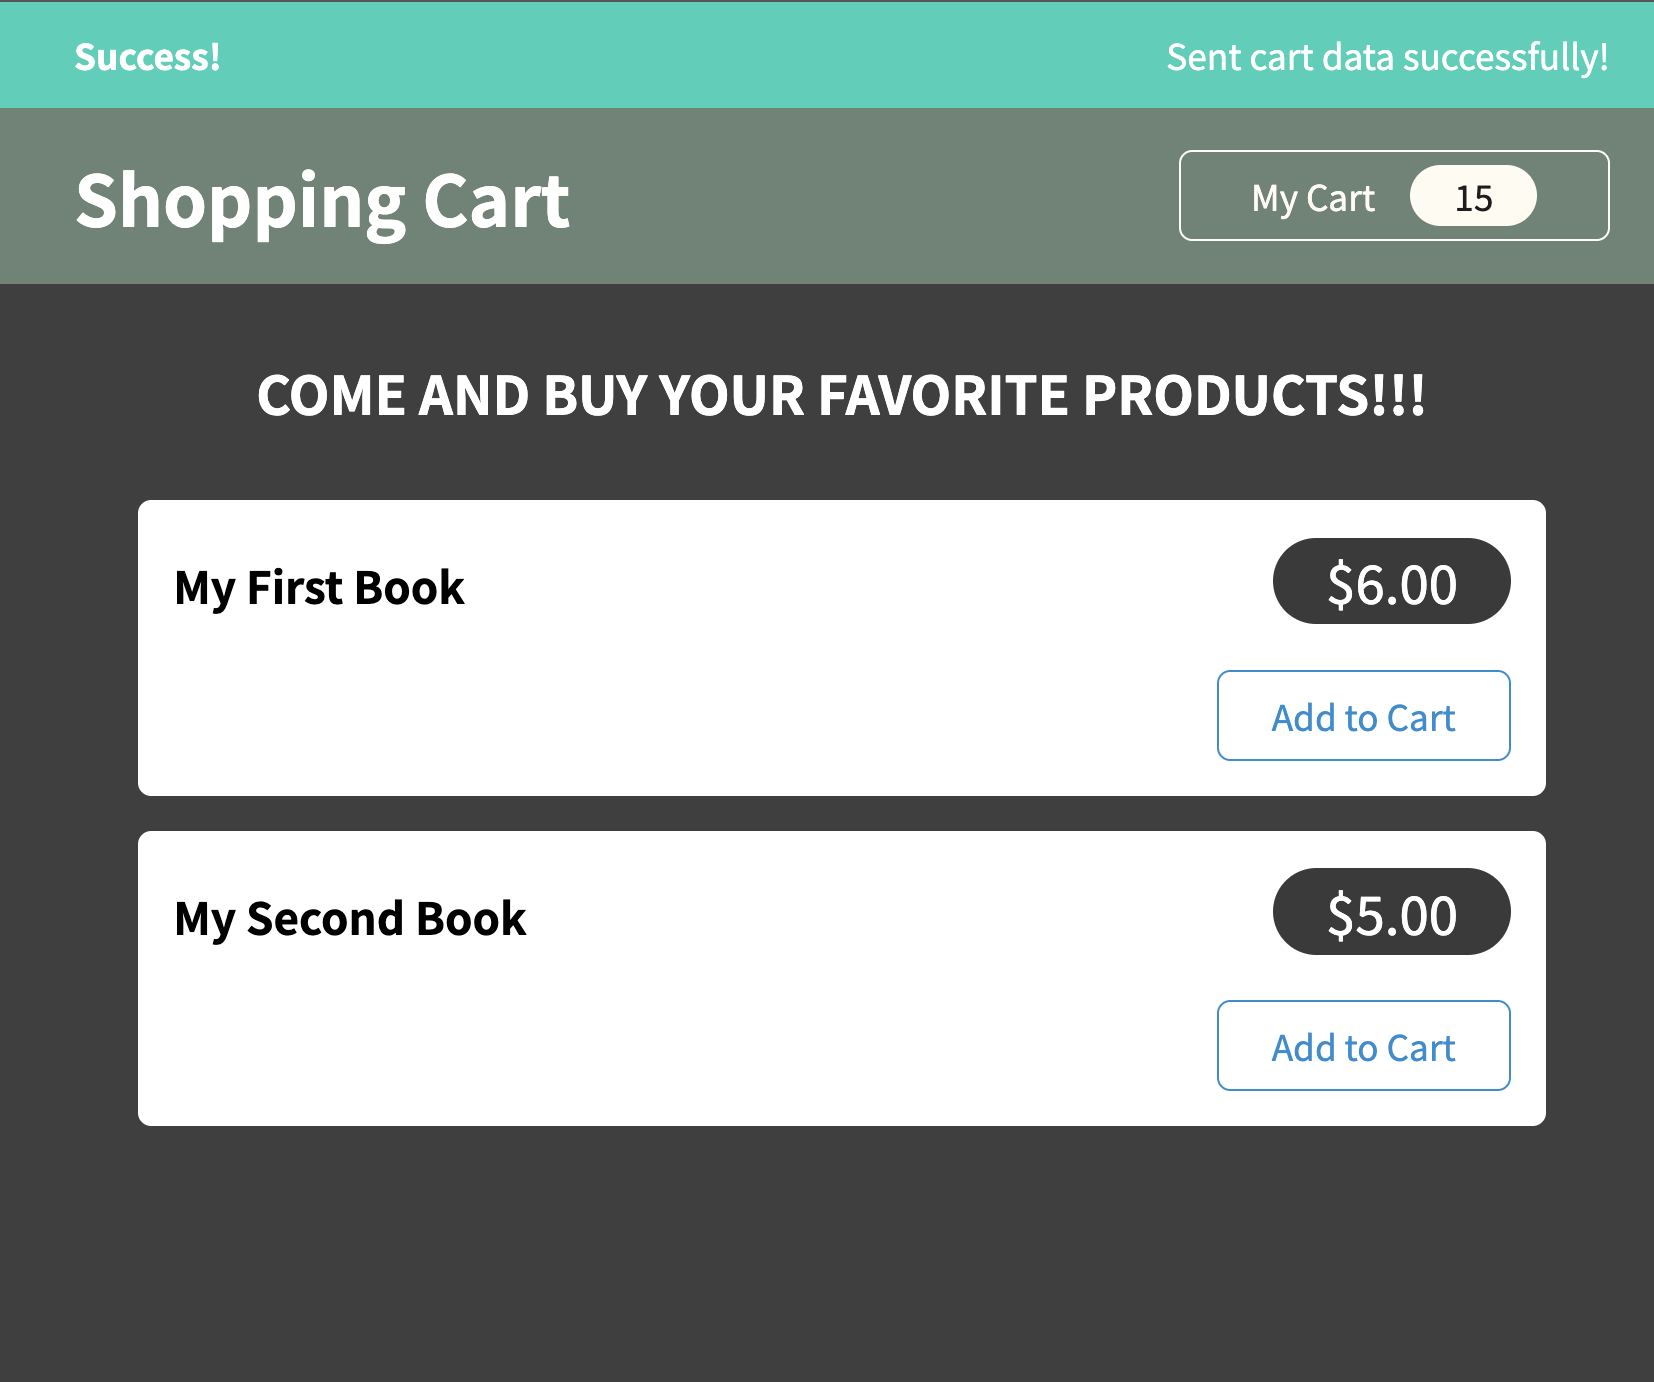 Success! Sent cart data successfully!
Shopping Cart My Cart 15
COME AND BUY YOUR FAVORITE PRODUCTS!!!
My First Book $6.00
Add to Cart
My Second Book $5.00
Add to Cart